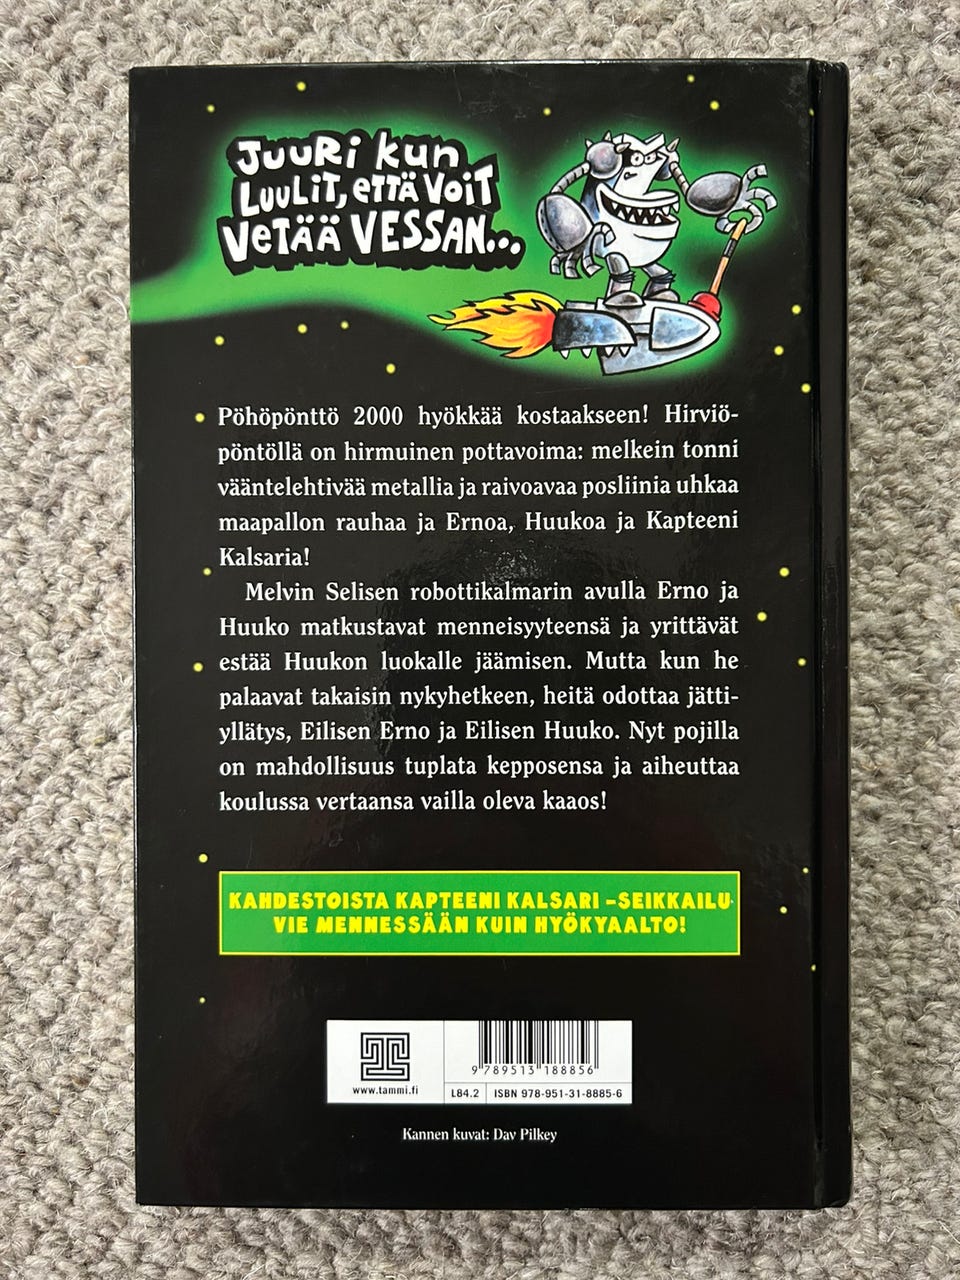 JUURI KUN
LUULIT, ETTÄ VOIT
VETÄÄ VESSAN...
Pöhöpönttö 2000 hyökkää kostaakseen! Hirviö-
pöntöllä on hirmuinen pottavoima: melkein tonni
vääntelehtivää metallia ja raivoavaa posliinia uhkaa
maapallon rauhaa ja Ernoa, Huukoa ja Kapteeni
Kalsaria!
Melvin Selisen robottikalmarin avulla Erno ja
Huuko matkustavat menneisyyteensä ja yrittävät
estää Huukon luokalle jäämisen. Mutta kun he
palaavat takaisin nykyhetkeen, heitä odottaa jätti-
yllätys, Eilisen Erno ja Eilisen Huuko. Nyt pojilla
on mahdollisuus tuplata kepposensa ja aiheuttaa
koulussa vertaansa vailla oleva kaaos!
KAHDESTOISTA KAPTEENI KALSARI –SEIKKAILU
VIE MENNESSÄÄN KUIN HYÖKYAALTO!
9 789513 188856
www.tammi.fi
L84.2 ISBN 978-951-31-8885-6
Kannen kuvat: Dav Pilkey